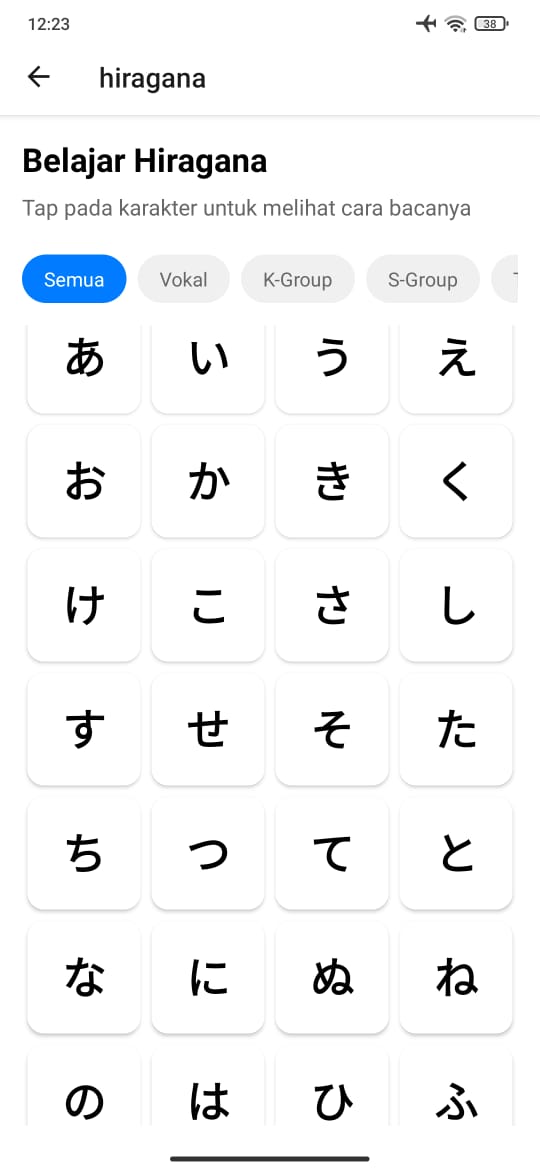 12:23
38
hiragana
Belajar Hiragana
Tap pada karakter untuk melihat cara bacanya
Semua Vokal K-Group S-Group
あ い う え
お か き く
け こ さ し
す せ そ た
ち つ て と
な に ぬ ね
の は ひ ふ